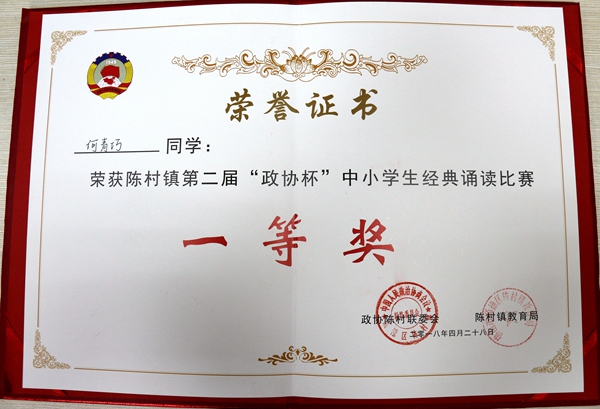 荣誉证书
何青巧 同学：
荣获陈村镇第二届“政协杯”中小学生经典诵读比赛
一等奖
政协陈村联委会 陈村镇教育局
二零一八年四月二十八日